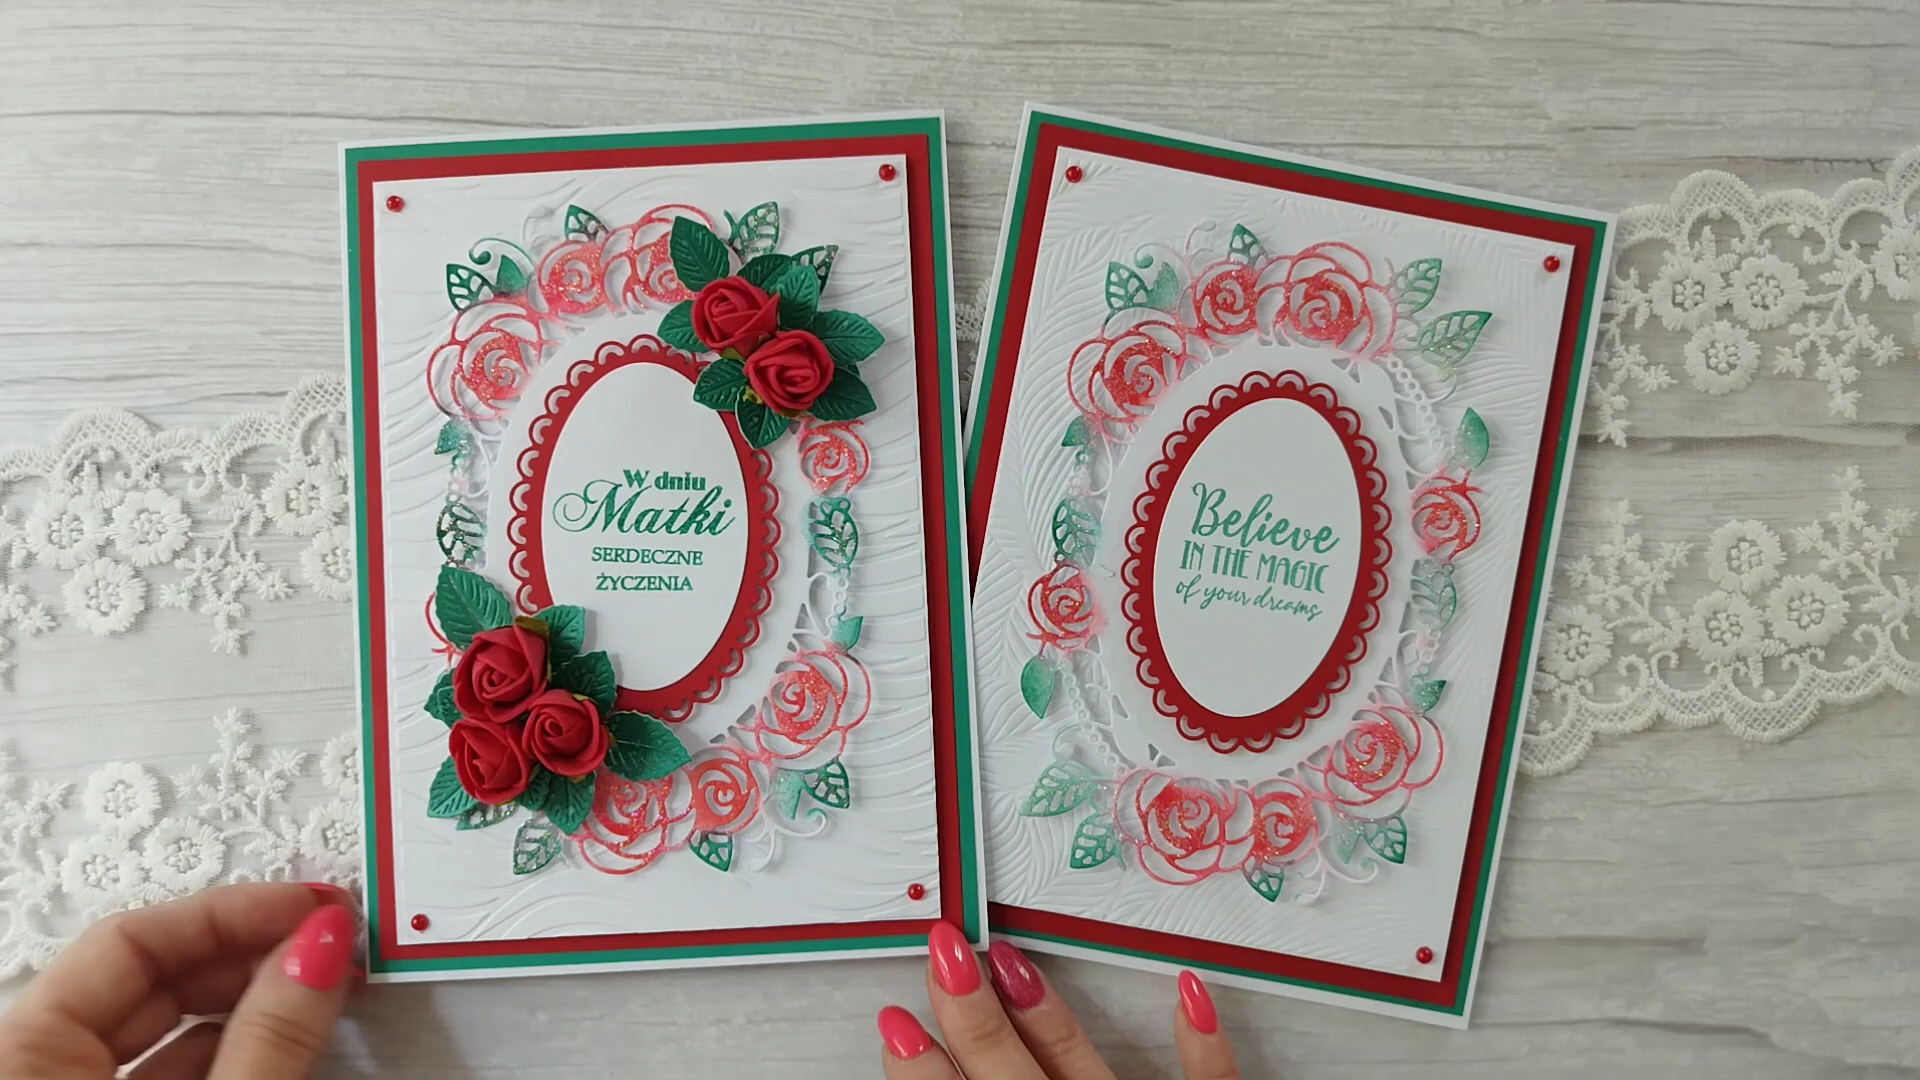 W dniu
Matki
SERDECZNE
ŻYCZENIA
Believe
IN THE MAGIC
of your dreams